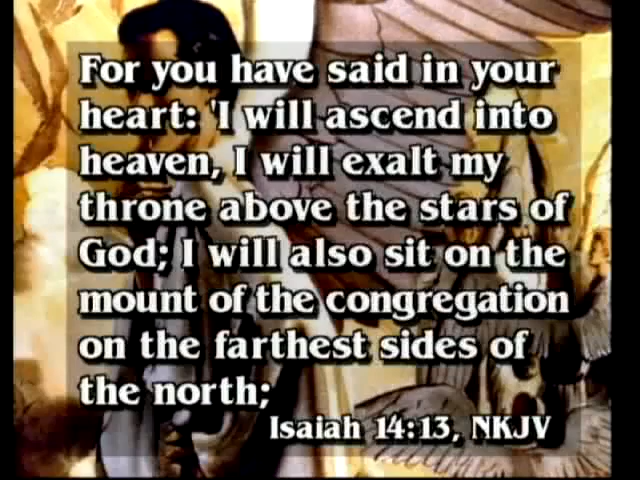 For you have said in your
heart: 'I will ascend into
heaven, I will exalt my
throne above the stars of
God; I will also sit on the
mount of the congregation
on the farthest sides of
the north;
Isaiah 14:13, NKJV